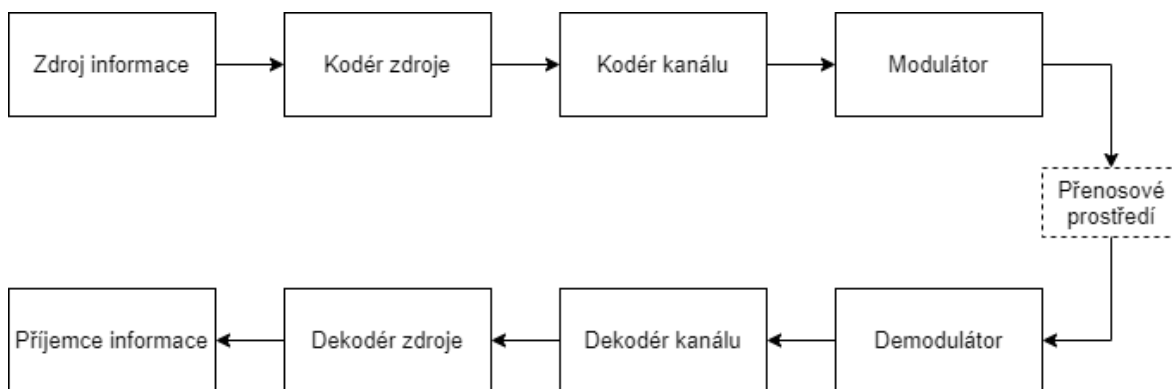 Zdroj informace
Kodér zdroje
Kodér kanálu
Modulátor
Přenosové
prostředí
Příjemce informace
Dekodér zdroje
Dekodér kanálu
Demodulátor